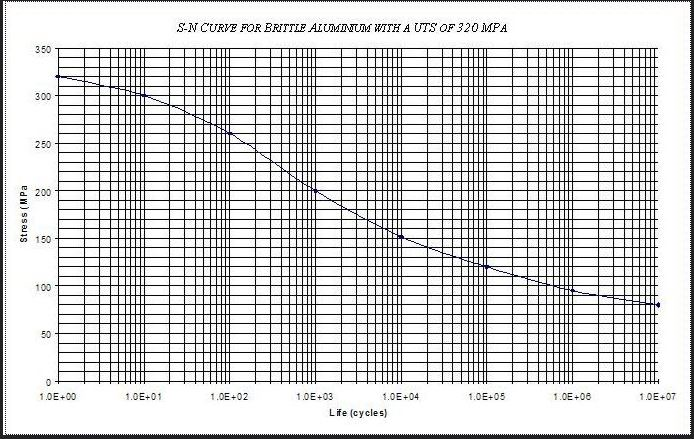 S-N CURVE FOR BRITTLE ALUMINIUM WITH A UTS OF 320 MPA
350
300
250
200
150
100
50
0
Stress (MPa
1.0E+00 1.0E+01 1.0E+02 1.0E+03 1.0E+04 1.0E+05 1.0E+06 1.0E+07
Life (cycles)